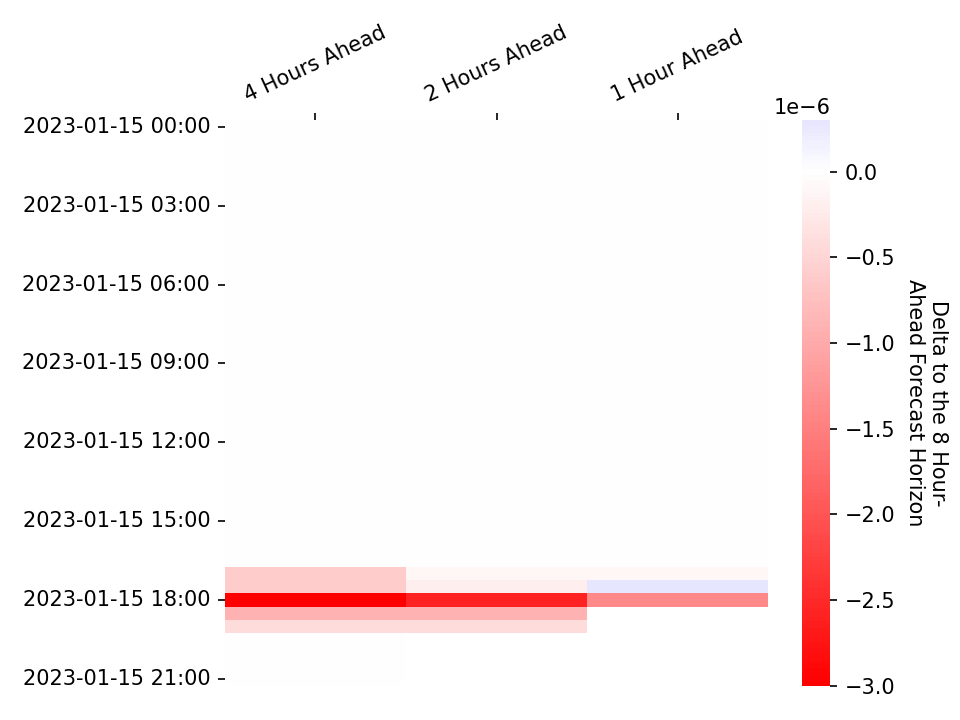 4 Hours Ahead
2 Hours Ahead
1 Hour Ahead
2023-01-15 00:00
2023-01-15 03:00
2023-01-15 06:00
2023-01-15 09:00
2023-01-15 12:00
2023-01-15 15:00
2023-01-15 18:00
2023-01-15 21:00
1e−6
0.0
−0.5
−1.0
−1.5
−2.0
−2.5
−3.0
Delta to the 8 Hour-
Ahead Forecast Horizon